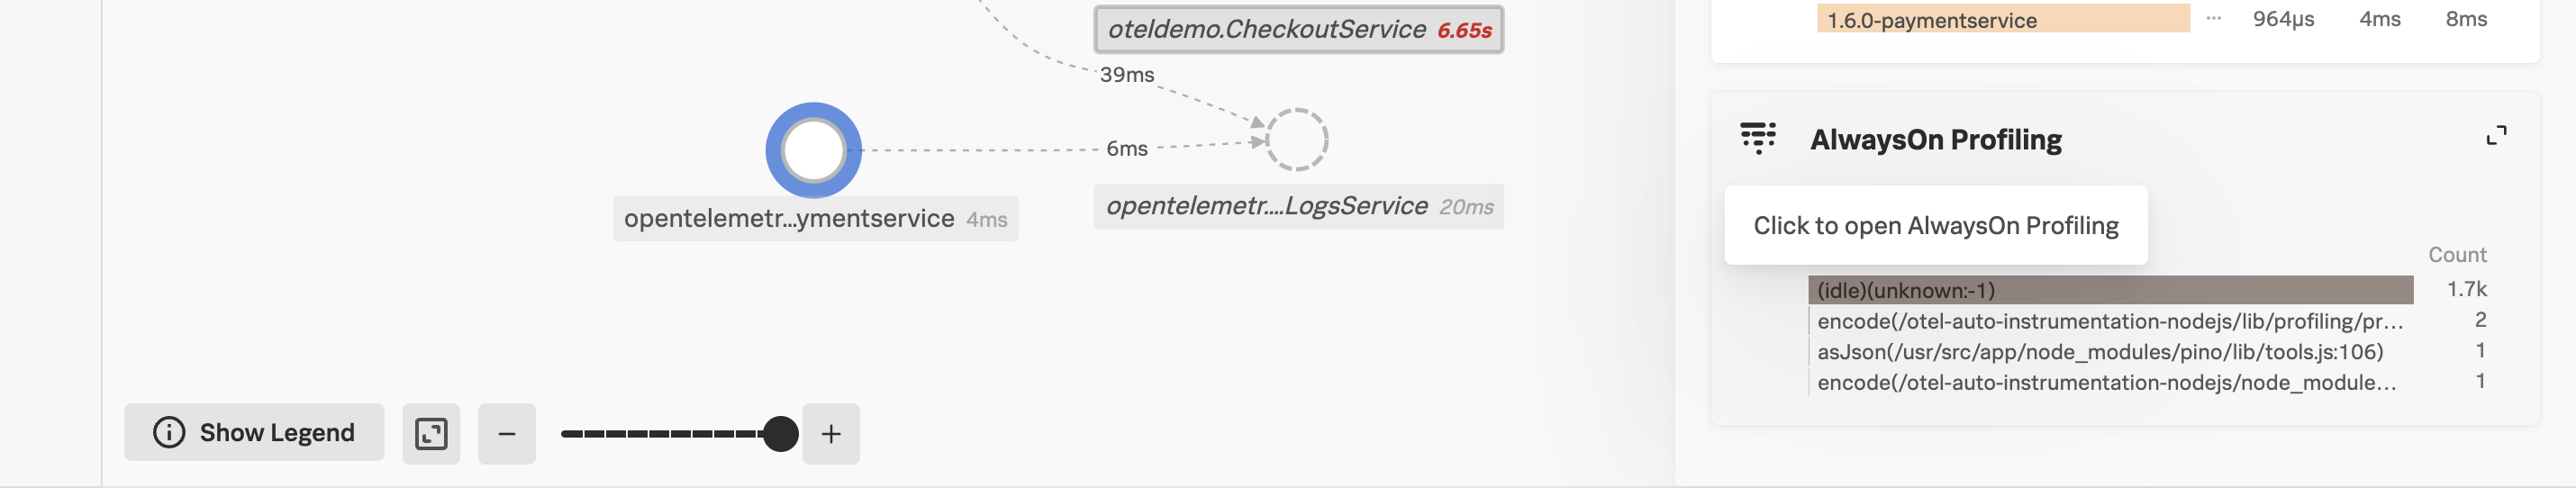 oteldemo.CheckoutService 6.65s
39ms
6ms
opentelemetr...ymentservice 4ms
opentelemetr....LogsService 20ms
Show Legend
1.6.0-paymentservice ... 964µs 4ms 8ms
AlwaysOn Profiling
Click to open AlwaysOn Profiling
Count
(idle)(unknown:-1) 1.7k
encode(/otel-auto-instrumentation-nodejs/lib/profiling/pr... 2
asJson(/usr/src/app/node_modules/pino/lib/tools.js:106) 1
encode(/otel-auto-instrumentation-nodejs/node_module... 1